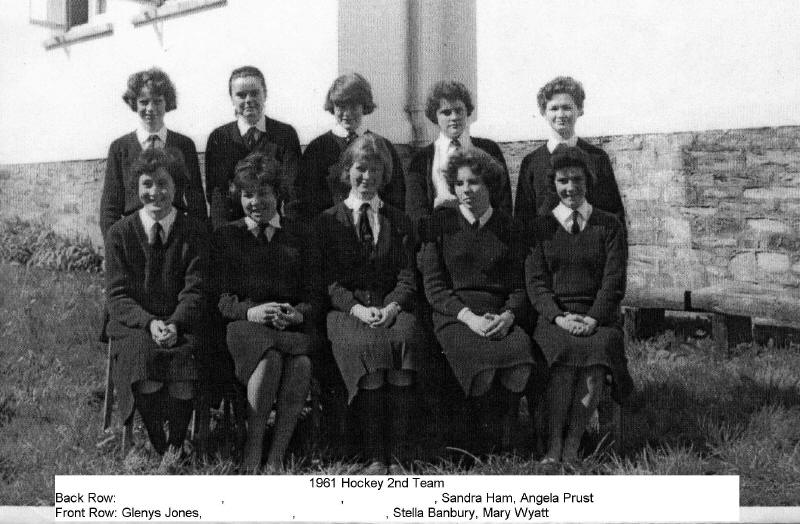 1961 Hockey 2nd Team
Back Row: , , , Sandra Ham, Angela Prust
Front Row: Glenys Jones, , , Stella Banbury, Mary Wyatt